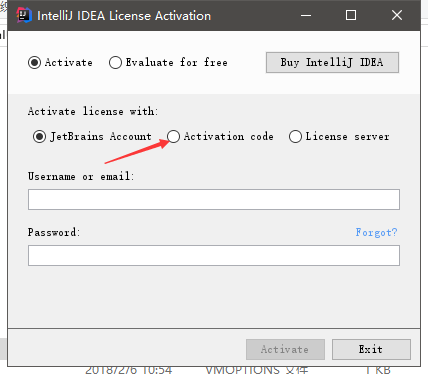 IntelliJ IDEA License Activation
Activate Evaluate for free Buy IntelliJ IDEA
Activate license with:
JetBrains Account Activation code License server
Username or email:
Password: Forgot?
Activate Exit
2018/2/6 10:54 VMOPTIONS 文件 1 KB